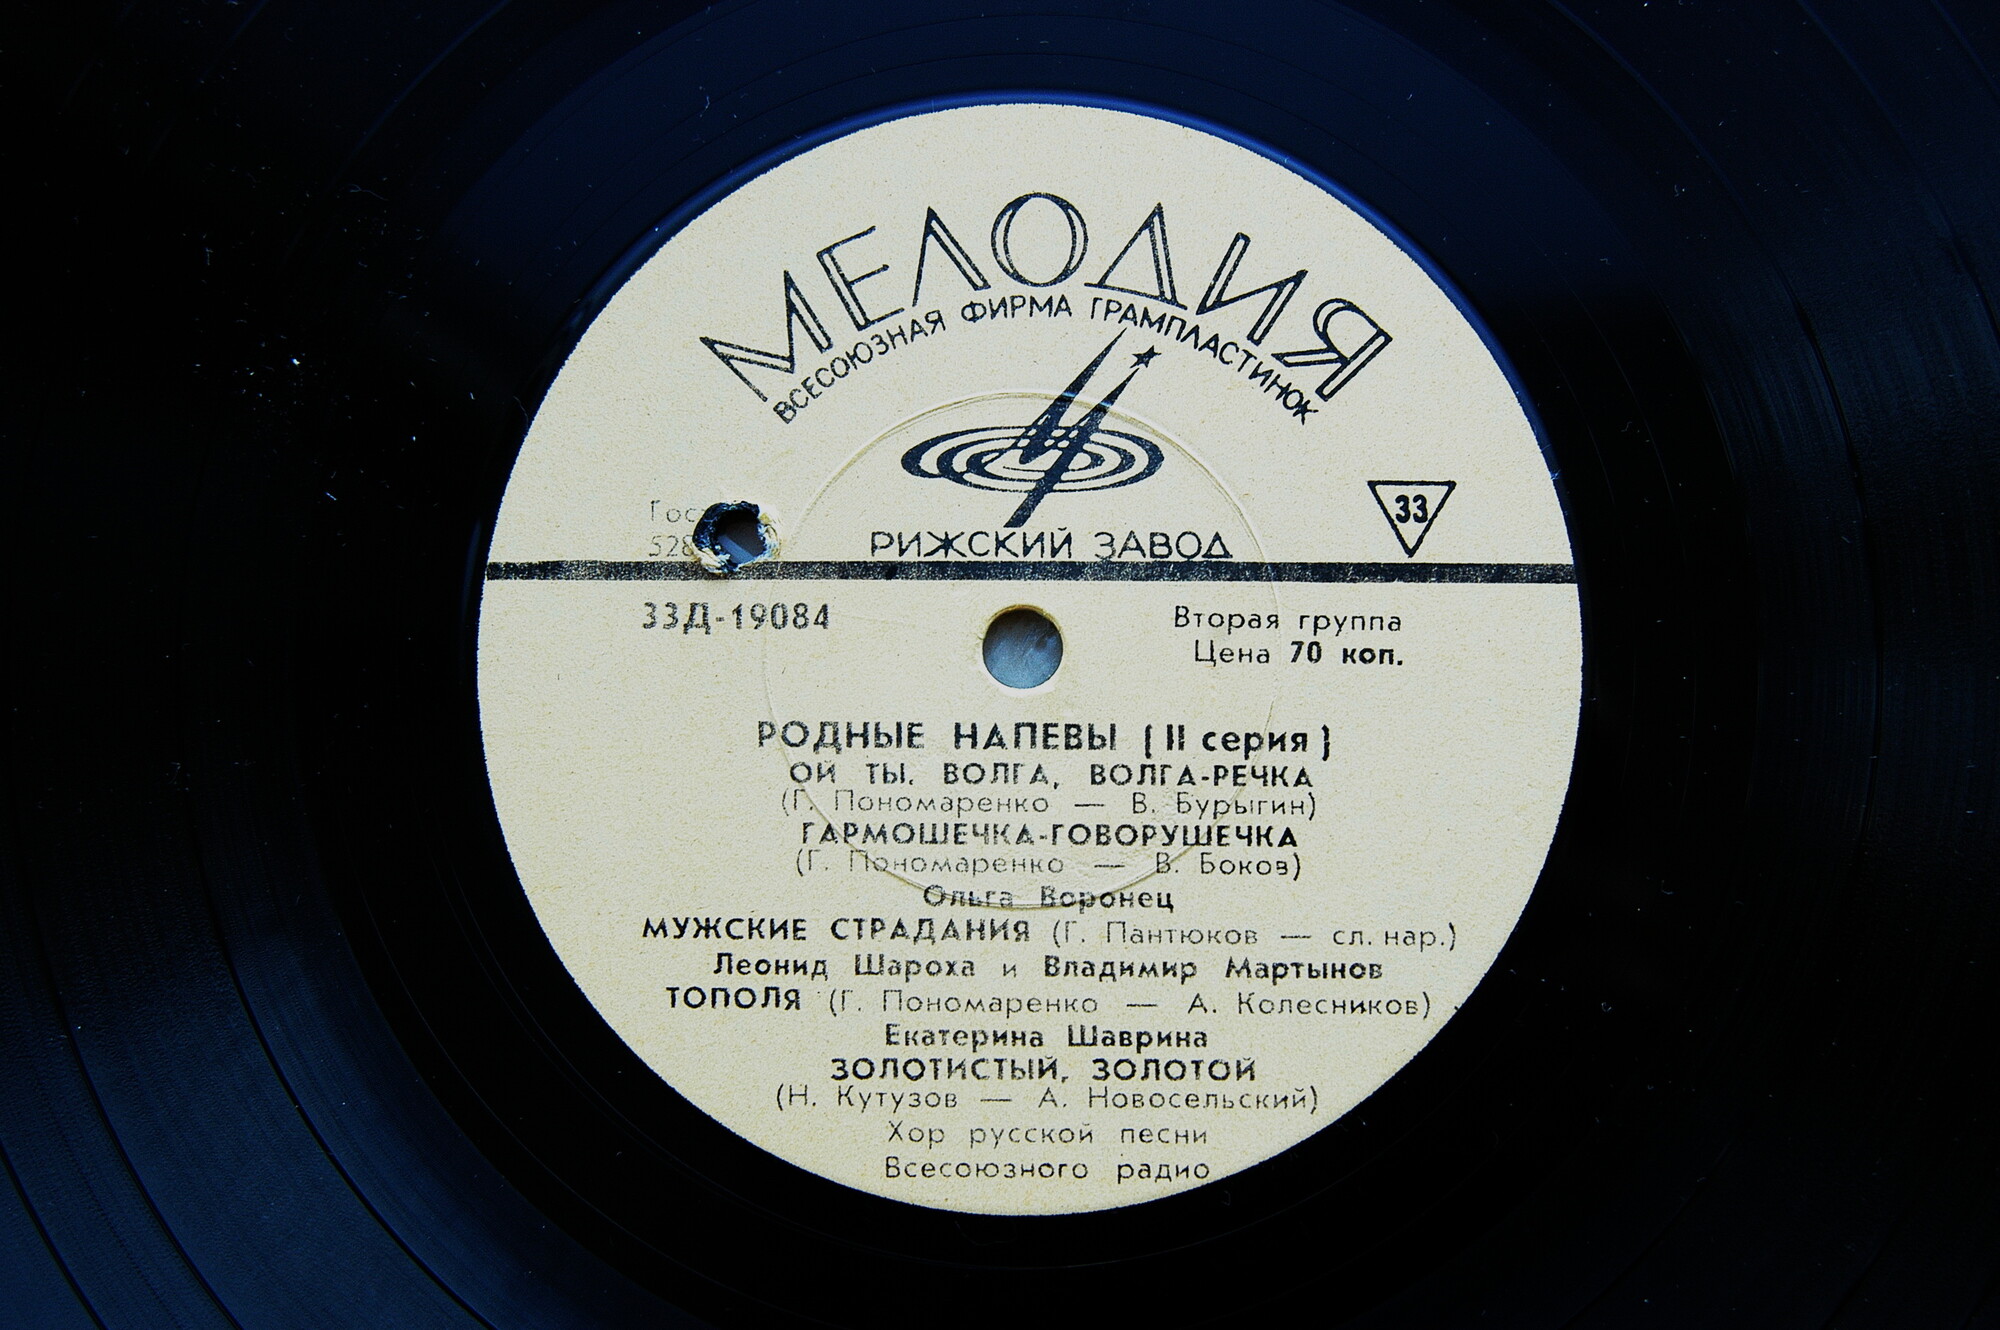 МЕЛОДИЯ
ВСЕСОЮЗНАЯ ФИРМА ГРАМПЛАСТИНОК
РИЖСКИЙ ЗАВОД
33
33Д-19084
Вторая группа
Цена 70 коп.
РОДНЫЕ НАПЕВЫ (II серия)
ОЙ ТЫ, ВОЛГА, ВОЛГА-РЕЧКА
(Г. Пономаренко — В. Бурыгин)
ГАРМОШЕЧКА-ГОВОРУШЕЧКА
(Г. Пономаренко — В. Боков)
Ольга Воронец
МУЖСКИЕ СТРАДАНИЯ (Г. Пантюков — сл. нар.)
Леонид Шароха и Владимир Мартынов
ТОПОЛЯ (Г. Пономаренко — А. Колесников)
Екатерина Шаврина
ЗОЛОТИСТЫЙ, ЗОЛОТОЙ
(Н. Кутузов — А. Новосельский)
Хор русской песни
Всесоюзного радио